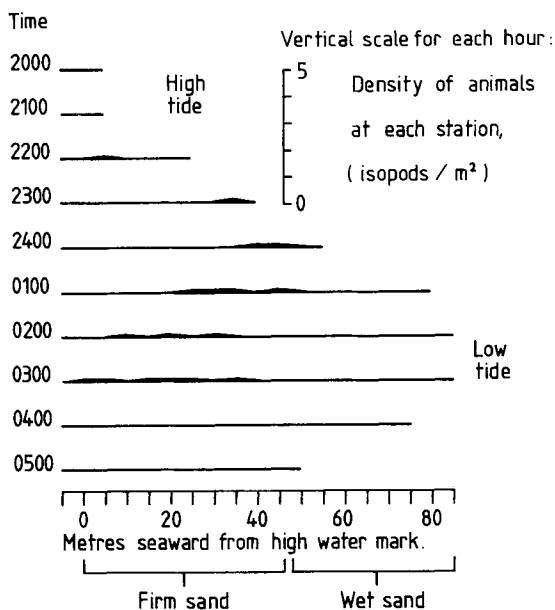 Time
2000
2100
2200
2300
2400
0100
0200
0300
0400
0500
High
tide
Vertical scale for each hour:
5
0
Density of animals
at each station,
( isopods / m² )
Low
tide
0 20 40 60 80
Metres seaward from high water mark.
Firm sand Wet sand